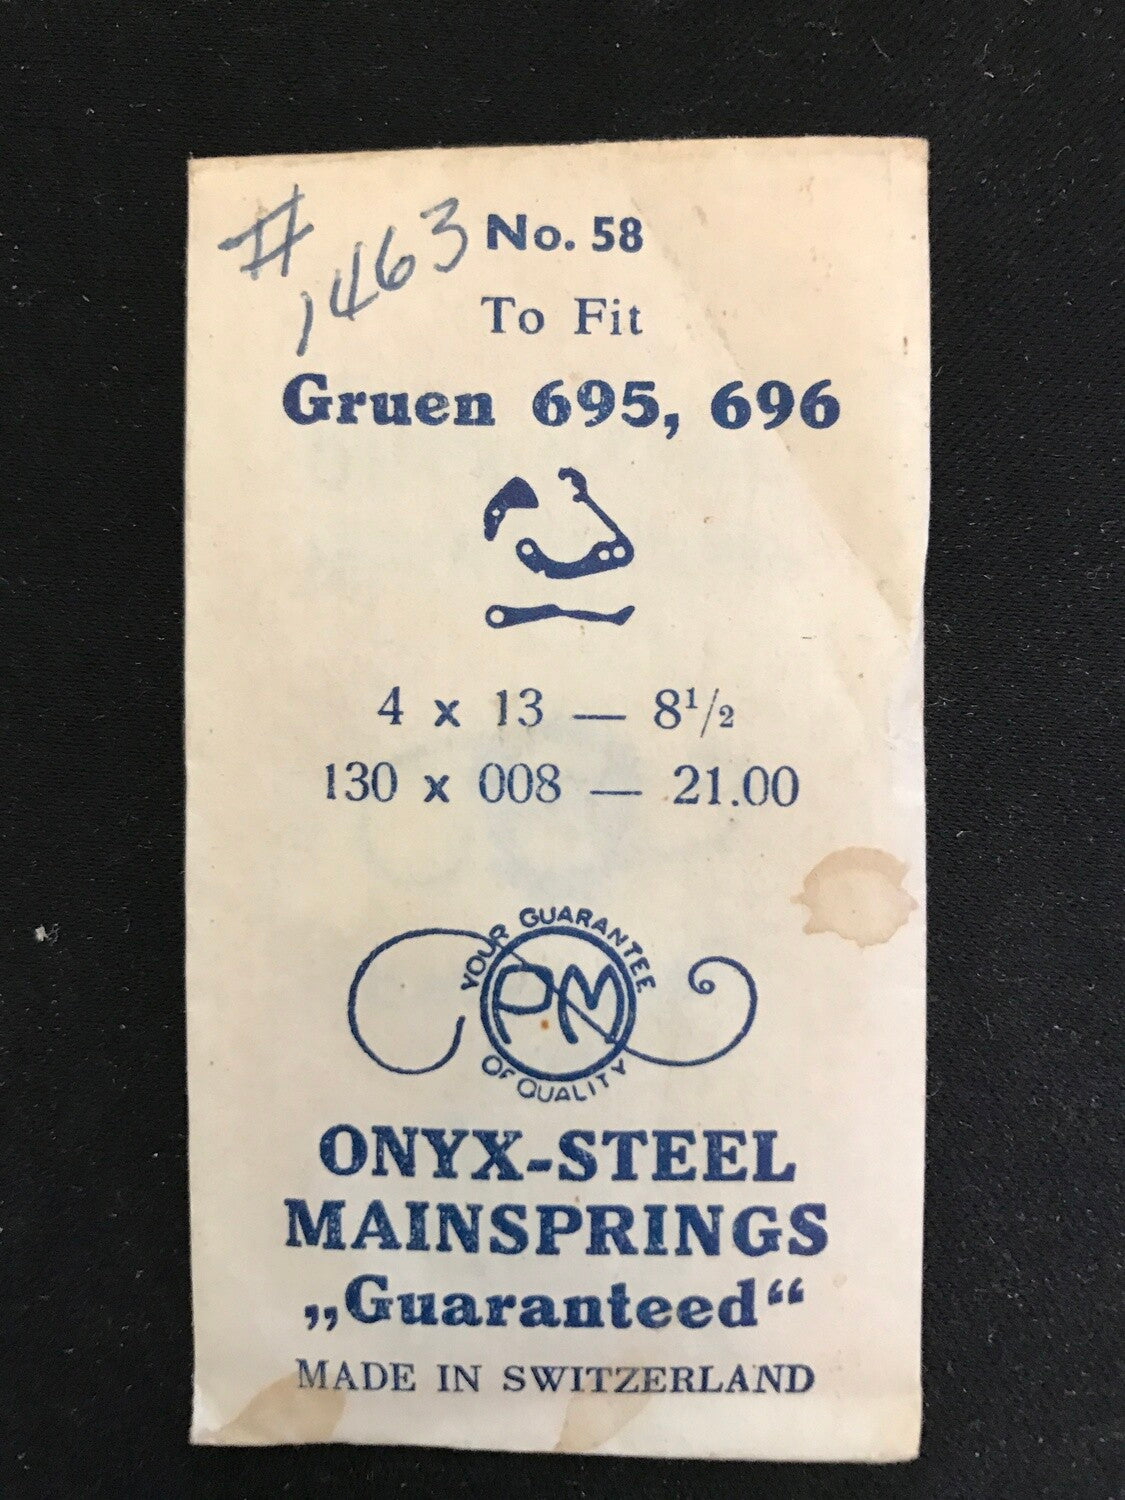 # 1463
No. 58
To Fit
Gruen 695, 696
4 x 13 — 8¹/₂
130 x 008 — 21.00
YOUR GUARANTEE
PM
OF QUALITY
ONYX-STEEL
MAINSPRINGS
„Guaranteed“
MADE IN SWITZERLAND